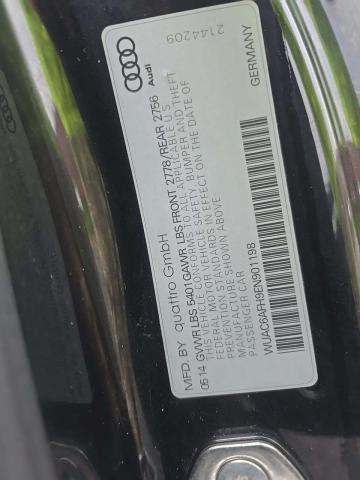 MFD. BY quattro GmbH
05 14 GVWR LBS 5401 GAWR LBS FRONT 2778/REAR 2756
THIS VEHICLE CONFORMS TO ALL APPLICABLE U.S.
FEDERAL MOTOR VEHICLE SAFETY, BUMPER AND THEFT
PREVENTION STANDARDS IN EFFECT ON THE DATE OF
MANUFACTURE SHOWN ABOVE
PASSENGER CAR
WUAC6AFH9EN901198
GERMANY
Audi
2144209